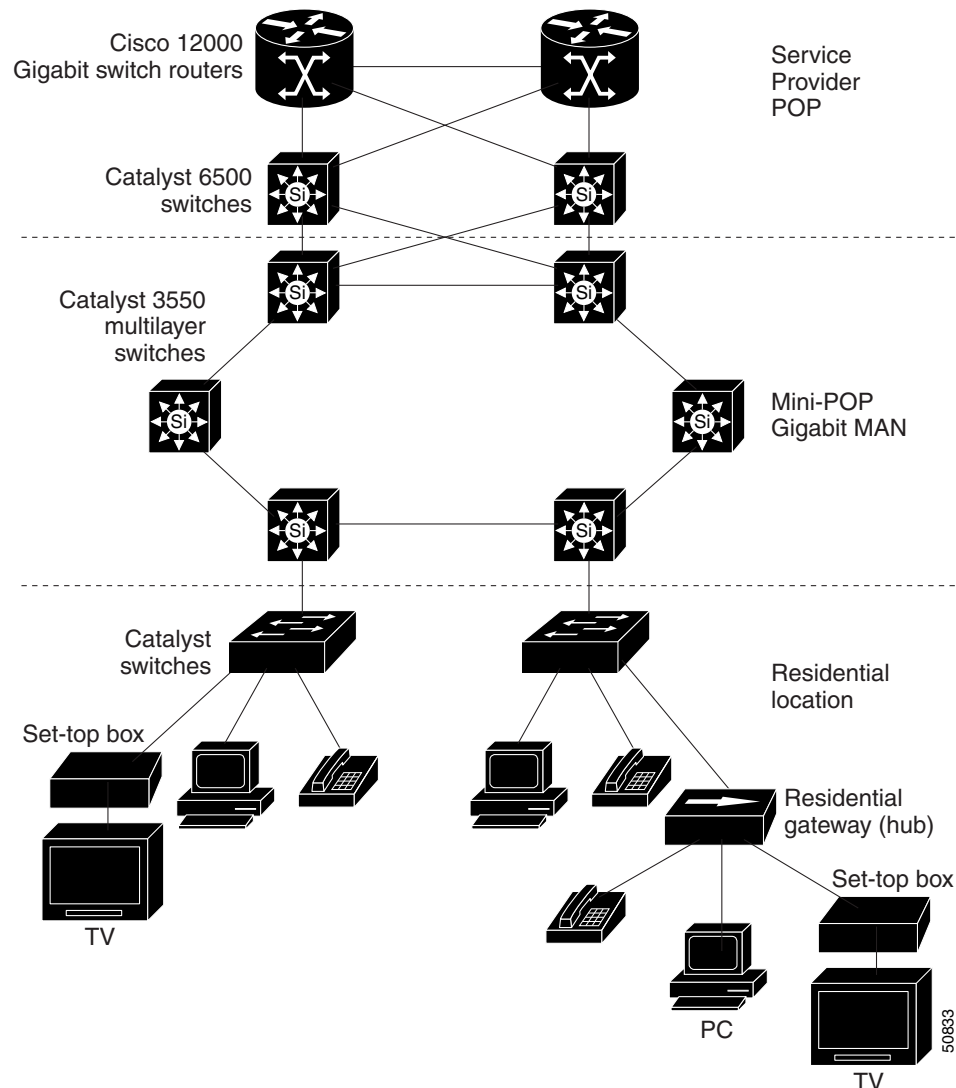 Cisco 12000
Gigabit switch routers
Service
Provider
POP
Catalyst 6500
switches
Si
Si
Si
Si
Catalyst 3550
multilayer
switches
Si
Si
Mini-POP
Gigabit MAN
Si
Si
Catalyst
switches
Residential
location
Set-top box
Residential
gateway (hub)
Set-top box
TV
PC
TV
50833